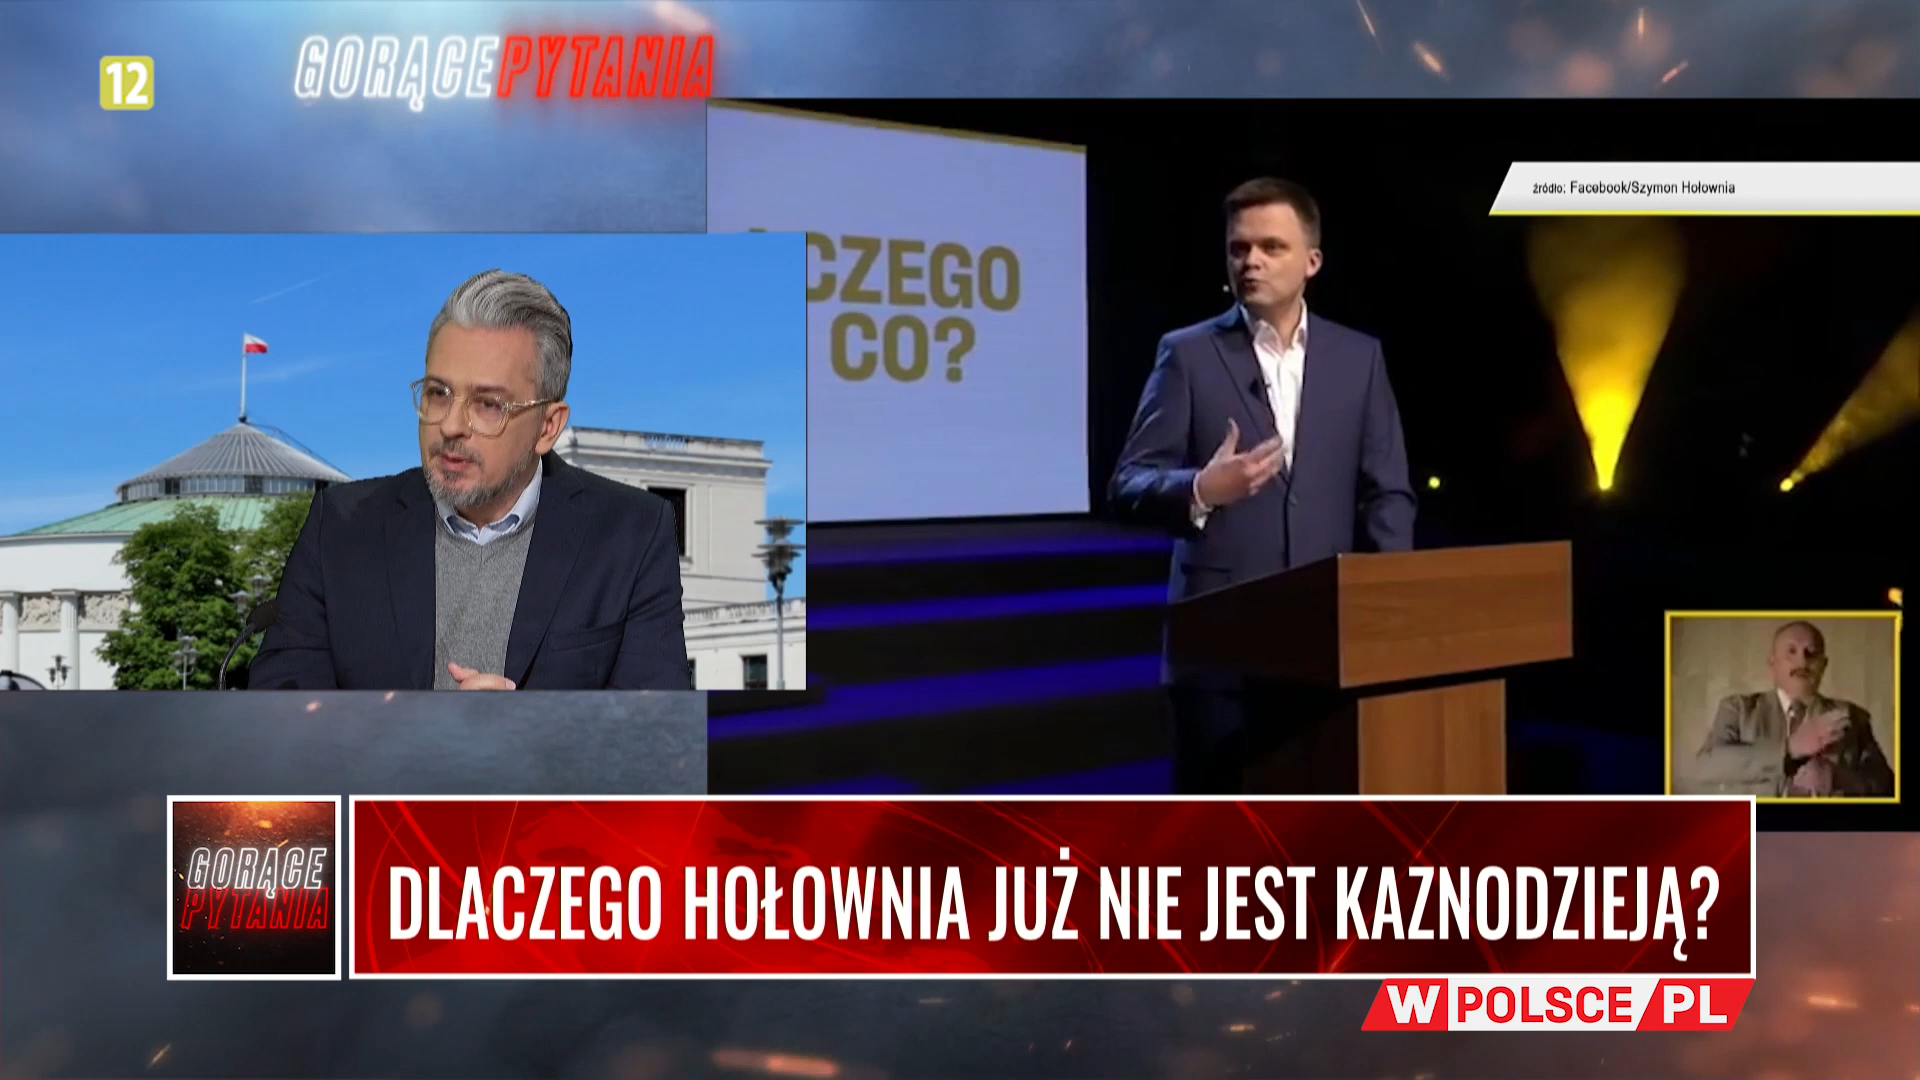 12
GORĄCE PYTANIA
CZEGO
CO?
źródło: Facebook/Szymon Hołownia
GORĄCE
PYTANIA
DLACZEGO HOŁOWNIA JUŻ NIE JEST KAZNODZIEJĄ?
WPOLSCE/PL